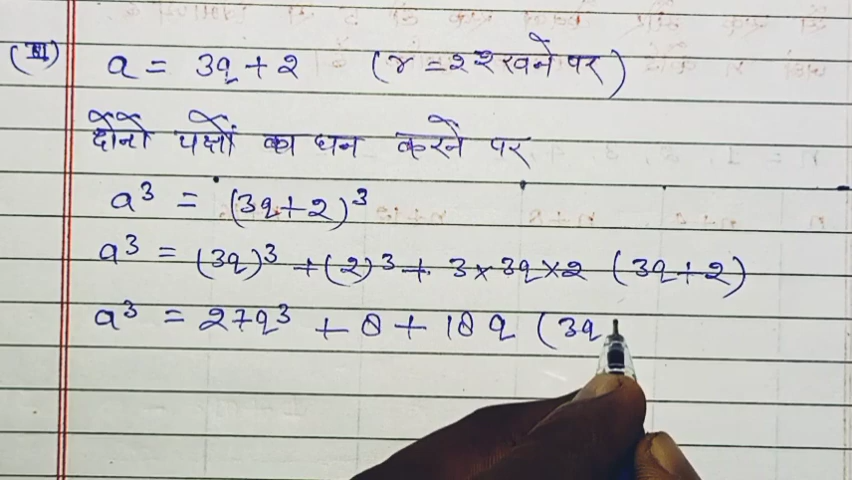 (III) a = 3q + 2 (r = 2 रखने पर)
दोनो पक्षों का घन करने पर
a³ = (3q+2)³
a³ = (3q)³ + (2)³ + 3×3q×2 (3q+2)
a³ = 27q³ + 8 + 18q (3q